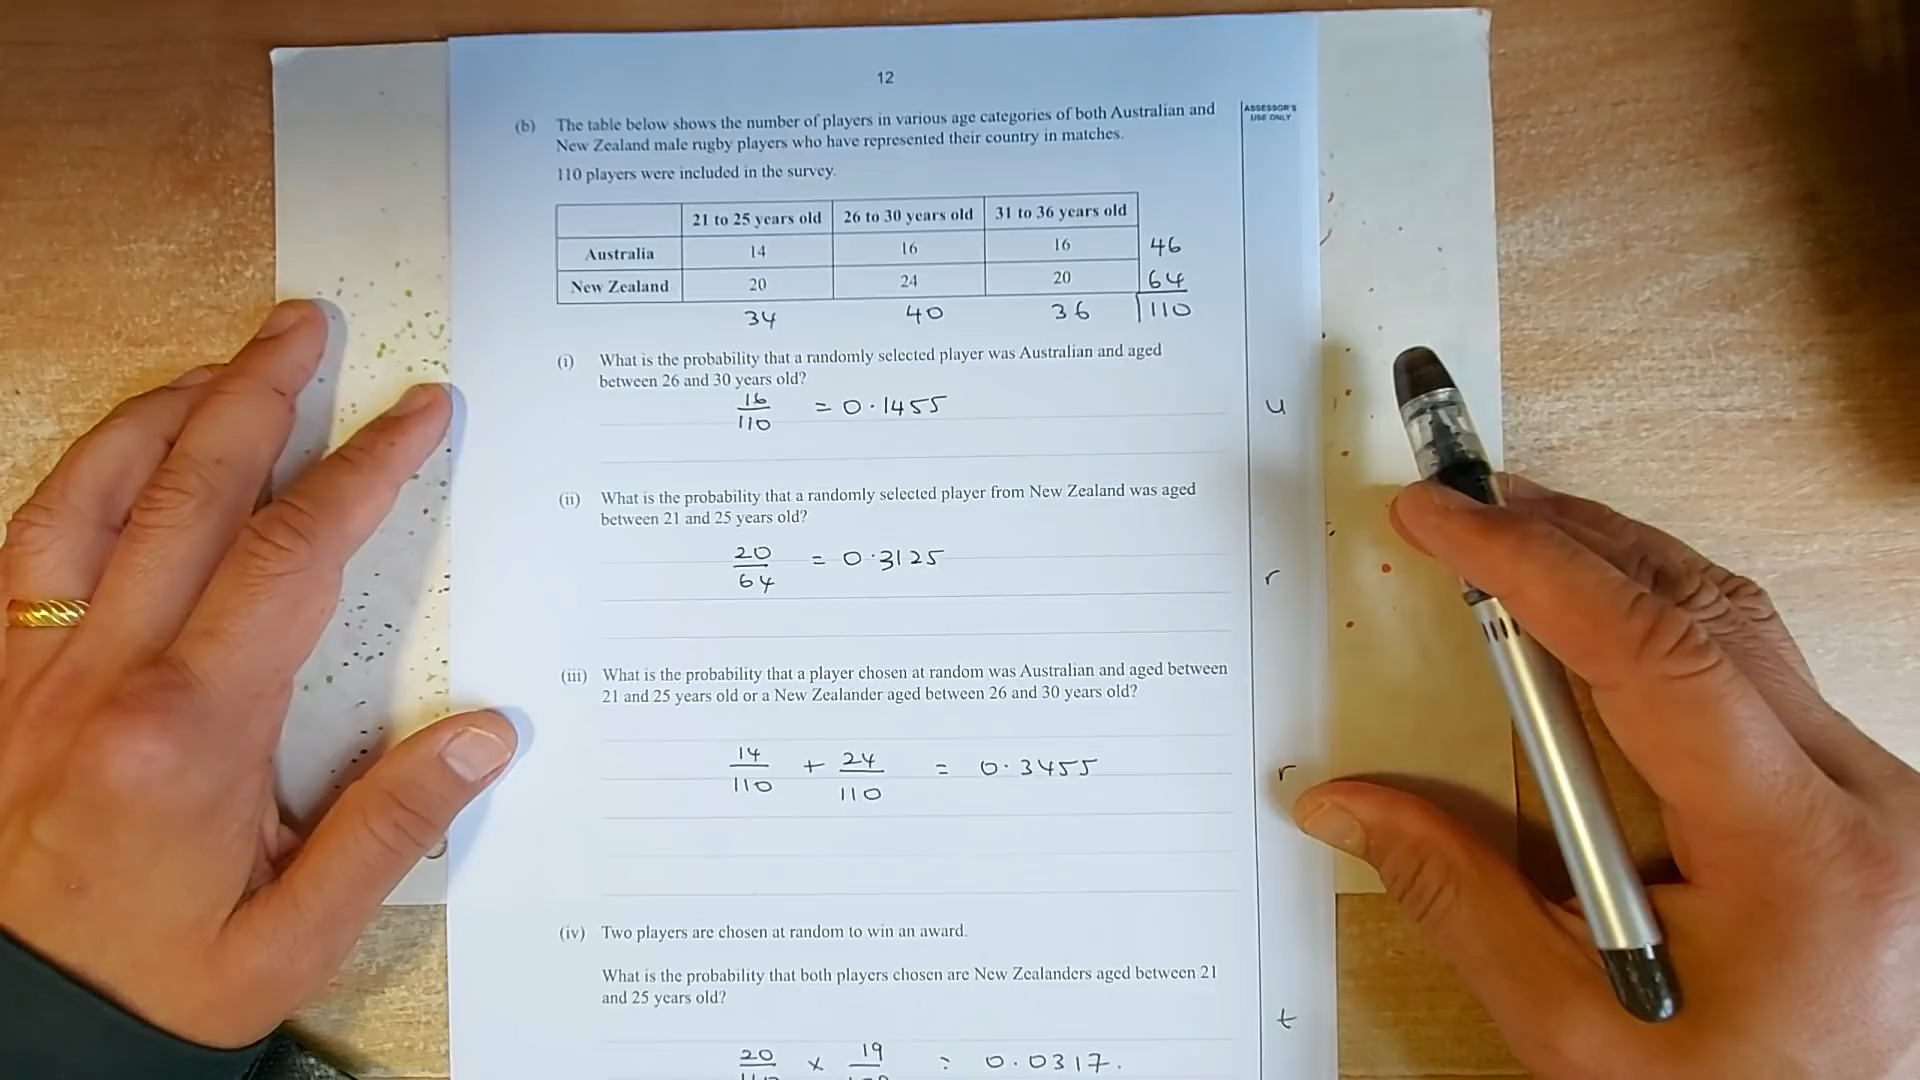 12
ASSESSOR'S
USE ONLY
(b) The table below shows the number of players in various age categories of both Australian and
New Zealand male rugby players who have represented their country in matches.
110 players were included in the survey.
21 to 25 years old 26 to 30 years old 31 to 36 years old
Australia 14 16 16 46
New Zealand 20 24 20 64
34 40 36 110
(i) What is the probability that a randomly selected player was Australian and aged
between 26 and 30 years old?
16/110 = 0.1455
u
(ii) What is the probability that a randomly selected player from New Zealand was aged
between 21 and 25 years old?
20/64 = 0.3125
r
(iii) What is the probability that a player chosen at random was Australian and aged between
21 and 25 years old or a New Zealander aged between 26 and 30 years old?
14/110 + 24/110 = 0.3455
r
(iv) Two players are chosen at random to win an award.
What is the probability that both players chosen are New Zealanders aged between 21
and 25 years old?
t
20 × 19 = 0.0317.